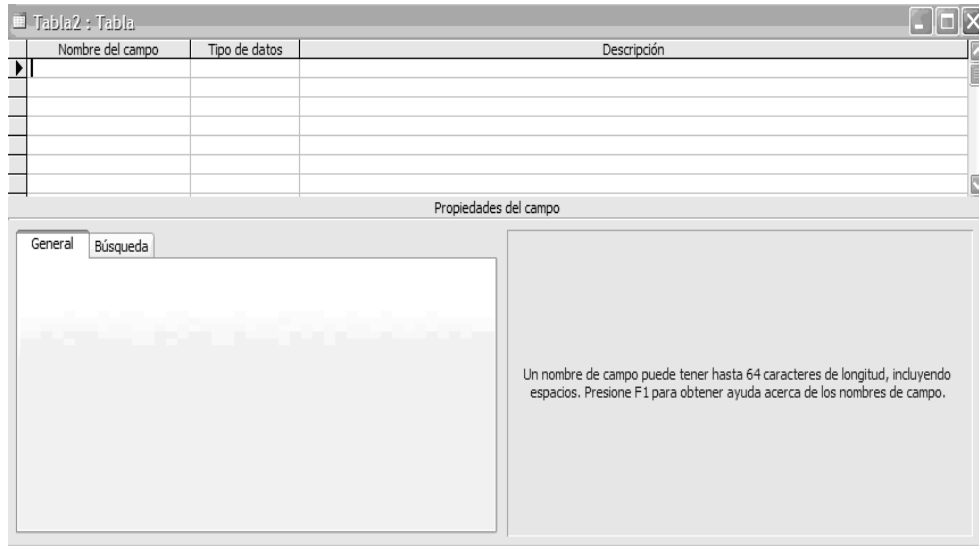 Tabla2 : Tabla
Nombre del campo Tipo de datos Descripción
Propiedades del campo
General Búsqueda
Un nombre de campo puede tener hasta 64 caracteres de longitud, incluyendo
espacios. Presione F1 para obtener ayuda acerca de los nombres de campo.